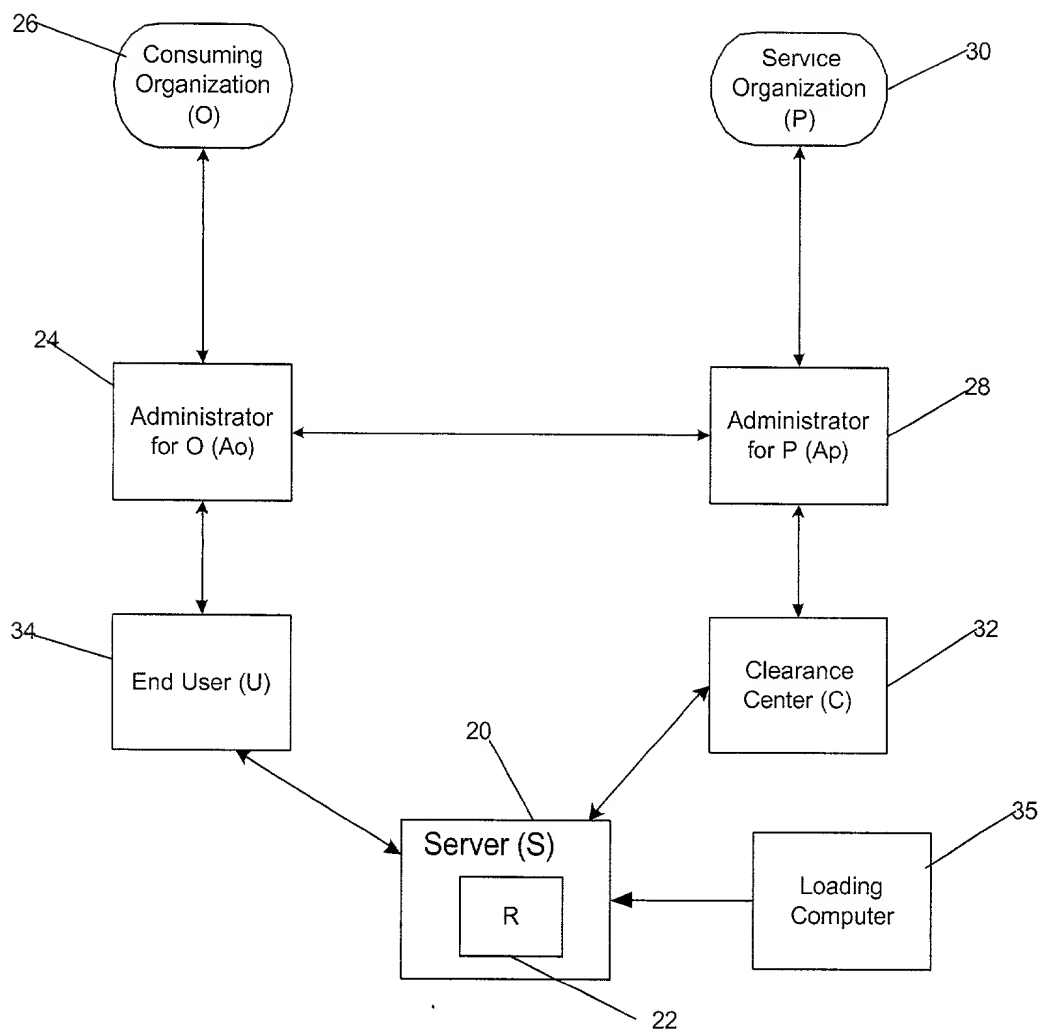 26
Consuming
Organization
(O)
Service
Organization
(P)
30
24
Administrator
for O (Ao)
Administrator
for P (Ap)
28
34
End User (U)
Clearance
Center (C)
32
20
Server (S)
R
22
Loading
Computer
35